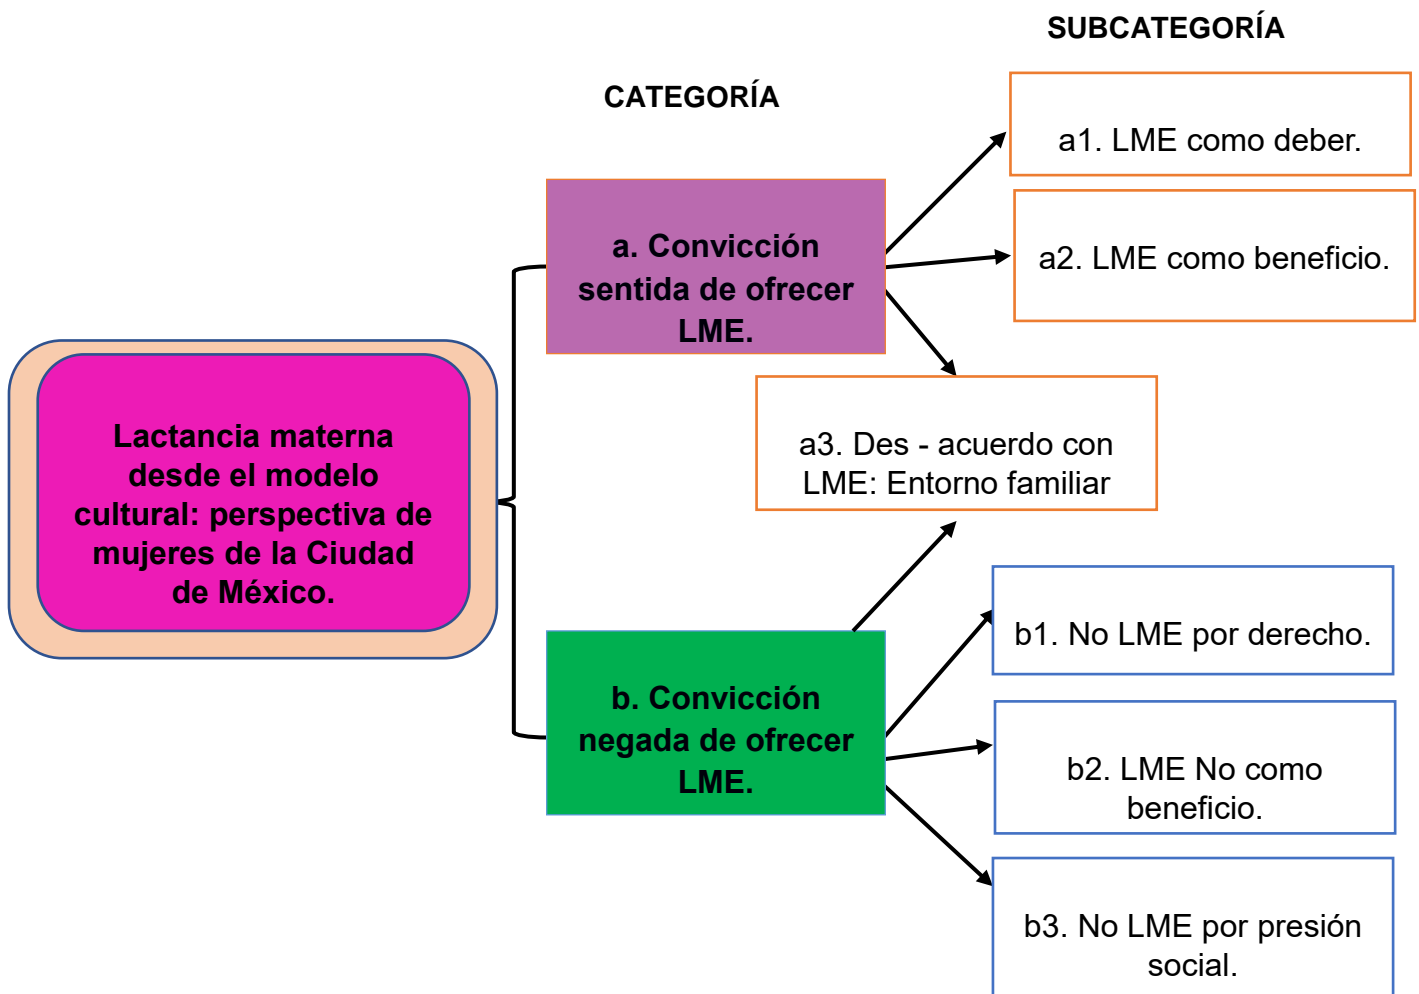 SUBCATEGORÍA
CATEGORÍA
a1. LME como deber.
a. Convicción
sentida de ofrecer
LME.
a2. LME como beneficio.
a3. Des - acuerdo con
LME: Entorno familiar
Lactancia materna
desde el modelo
cultural: perspectiva de
mujeres de la Ciudad
de México.
b. Convicción
negada de ofrecer
LME.
b1. No LME por derecho.
b2. LME No como
beneficio.
b3. No LME por presión
social.